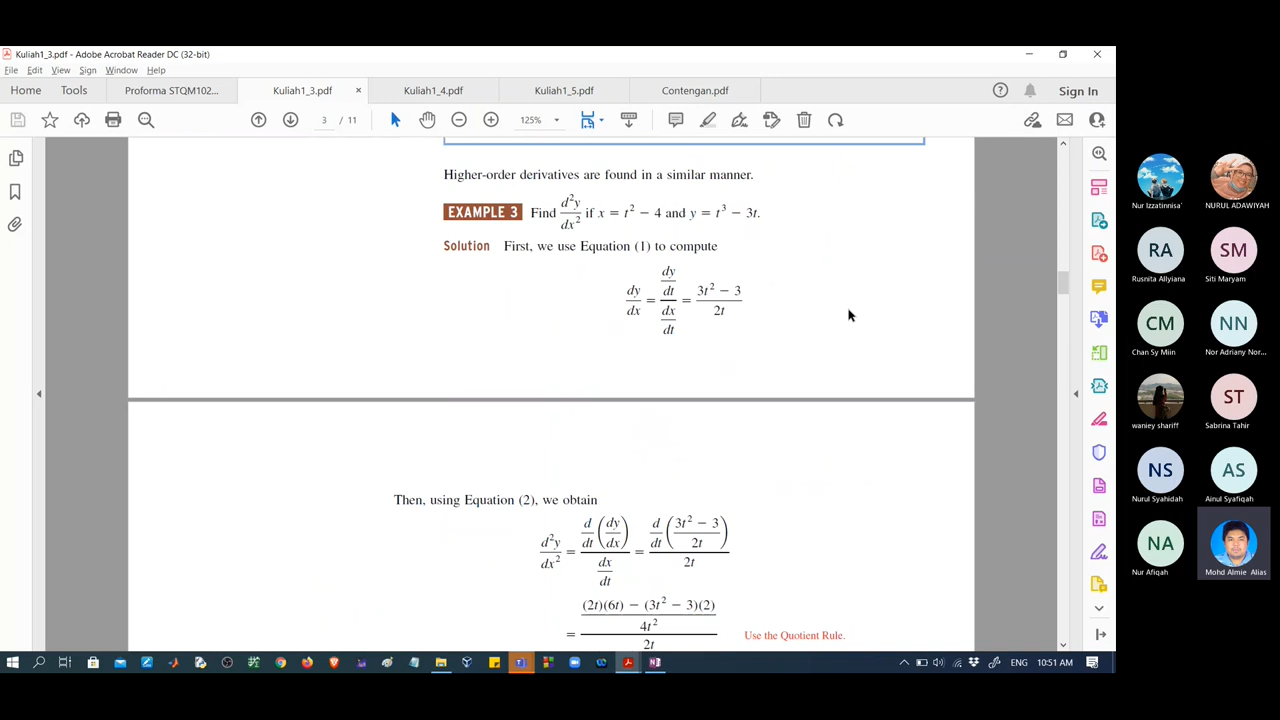 Kuliah1_3.pdf - Adobe Acrobat Reader DC (32-bit)
File Edit View Sign Window Help
Home Tools Proforma STQM102... Kuliah1_3.pdf × Kuliah1_4.pdf Kuliah1_5.pdf Contengan.pdf Sign In
3 / 11 125%
Higher-order derivatives are found in a similar manner.
EXAMPLE 3 Find d²y/dx² if x = t² − 4 and y = t³ − 3t.
Solution First, we use Equation (1) to compute
dy/dx = (dy/dt)/(dx/dt) = (3t² − 3)/(2t)
Then, using Equation (2), we obtain
d²y/dx² = (d/dt(dy/dx))/(dx/dt) = (d/dt((3t² − 3)/(2t)))/(2t)
= (((2t)(6t) − (3t² − 3)(2))/(4t²))/(2t) Use the Quotient Rule.
Nur Izzatinnisa' NURUL ADAWIYAH
RA SM
Rusnita Allyiana Siti Maryam
CM NN
Chan Sy Miin Nor Adriany Nor...
ST
waniey shariff Sabrina Tahir
NS AS
Nurul Syahidah Ainul Syafiqah
NA
Nur Afiqah Mohd Almie Alias
ENG 10:51 AM